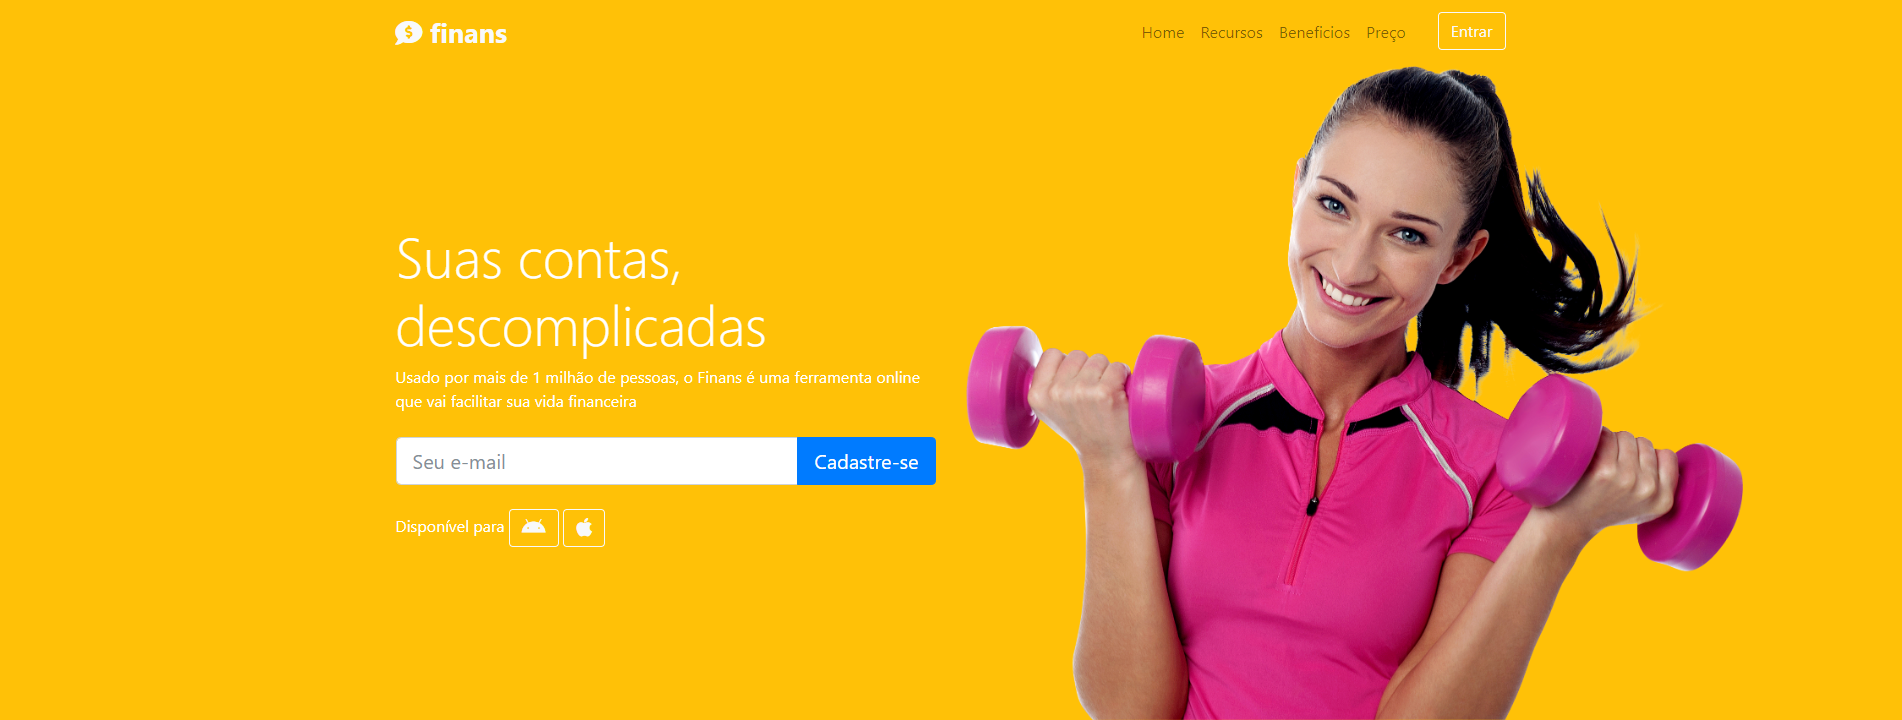 finans
Home Recursos Beneficios Preço Entrar
Suas contas,
descomplicadas
Usado por mais de 1 milhão de pessoas, o Finans é uma ferramenta online
que vai facilitar sua vida financeira
Seu e-mail Cadastre-se
Disponível para